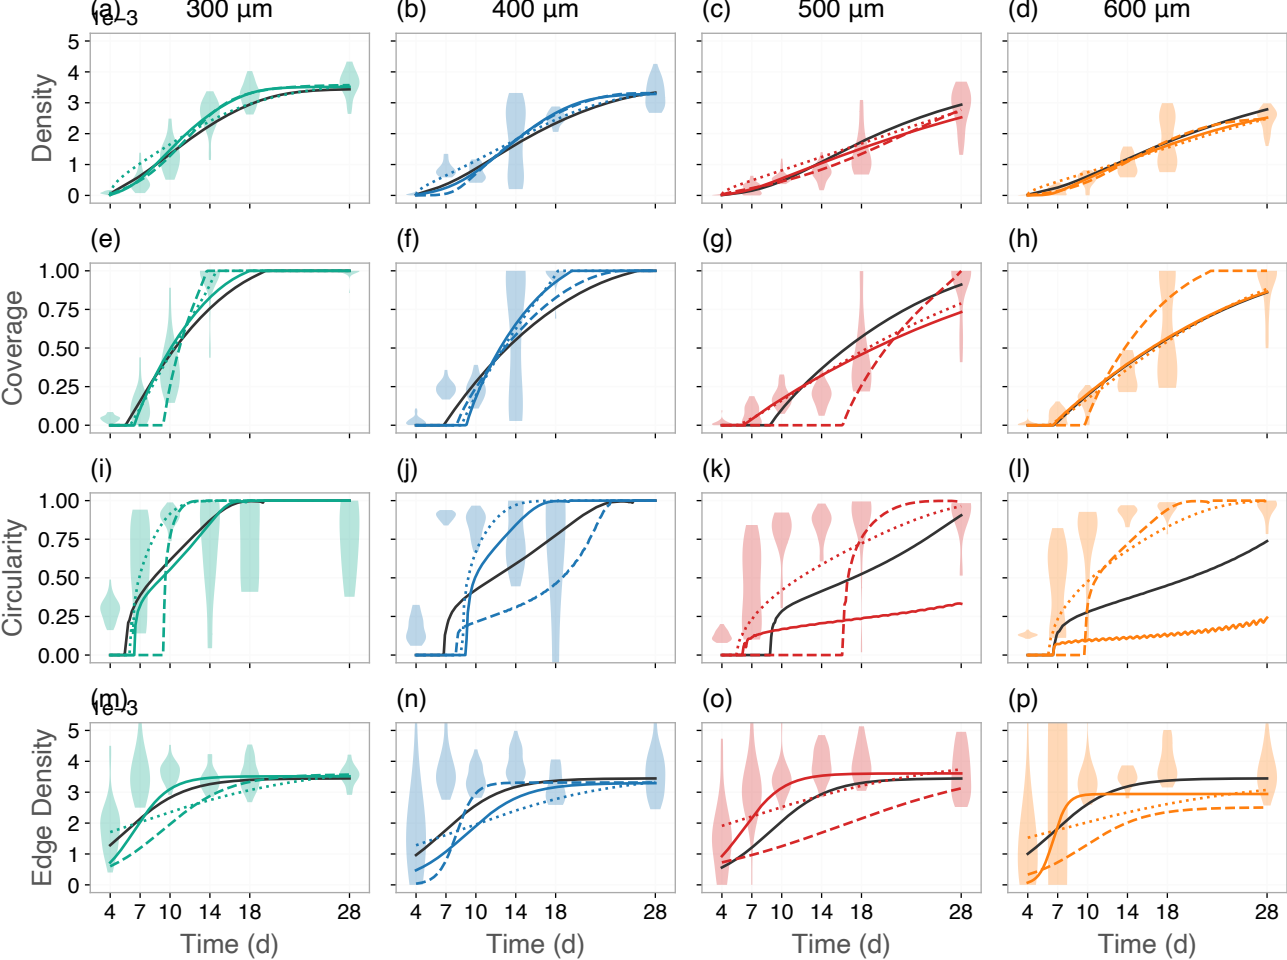 (a) 300 µm (b) 400 µm (c) 500 µm (d) 600 µm
1e−3
5
4
3
2
1
0
Density
(e) (f) (g) (h)
1.00
0.75
0.50
0.25
0.00
Coverage
(i) (j) (k) (l)
1.00
0.75
0.50
0.25
0.00
Circularity
(m) (n) (o) (p)
1e−3
5
4
3
2
1
0
Edge Density
4 7 10 14 18 28 4 7 10 14 18 28 4 7 10 14 18 28 4 7 10 14 18 28
Time (d) Time (d) Time (d) Time (d)